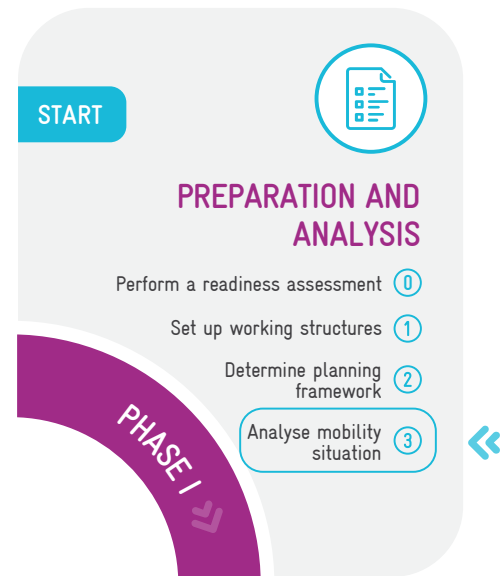 START
PREPARATION AND
ANALYSIS
Perform a readiness assessment 0
Set up working structures 1
Determine planning
framework 2
Analyse mobility
situation 3
PHASE I